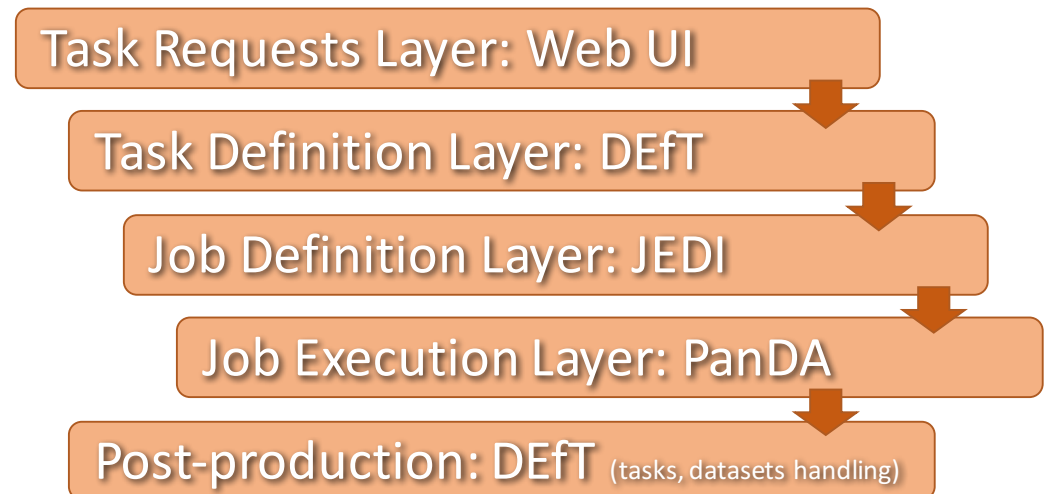 Task Requests Layer: Web UI
Task Definition Layer: DEfT
Job Definition Layer: JEDI
Job Execution Layer: PanDA
Post-production: DEfT (tasks, datasets handling)